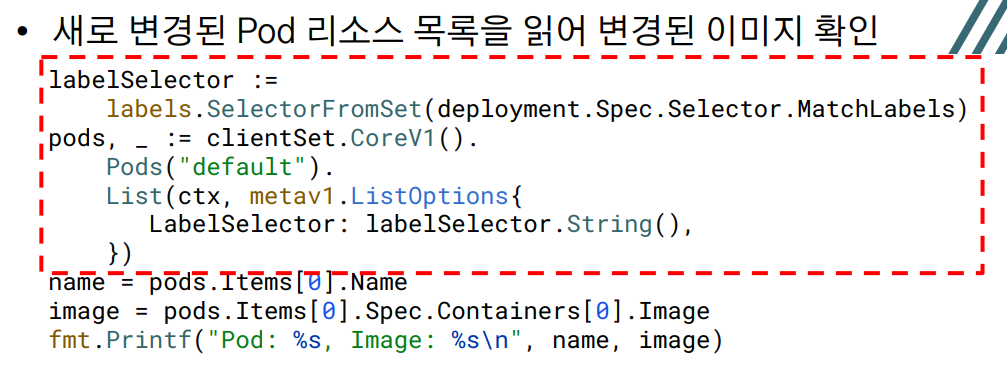 • 새로 변경된 Pod 리소스 목록을 읽어 변경된 이미지 확인
labelSelector :=
    labels.SelectorFromSet(deployment.Spec.Selector.MatchLabels)
pods, _ := clientSet.CoreV1().
    Pods("default").
    List(ctx, metav1.ListOptions{
        LabelSelector: labelSelector.String(),
    })
name = pods.Items[0].Name
image = pods.Items[0].Spec.Containers[0].Image
fmt.Printf("Pod: %s, Image: %s\n", name, image)